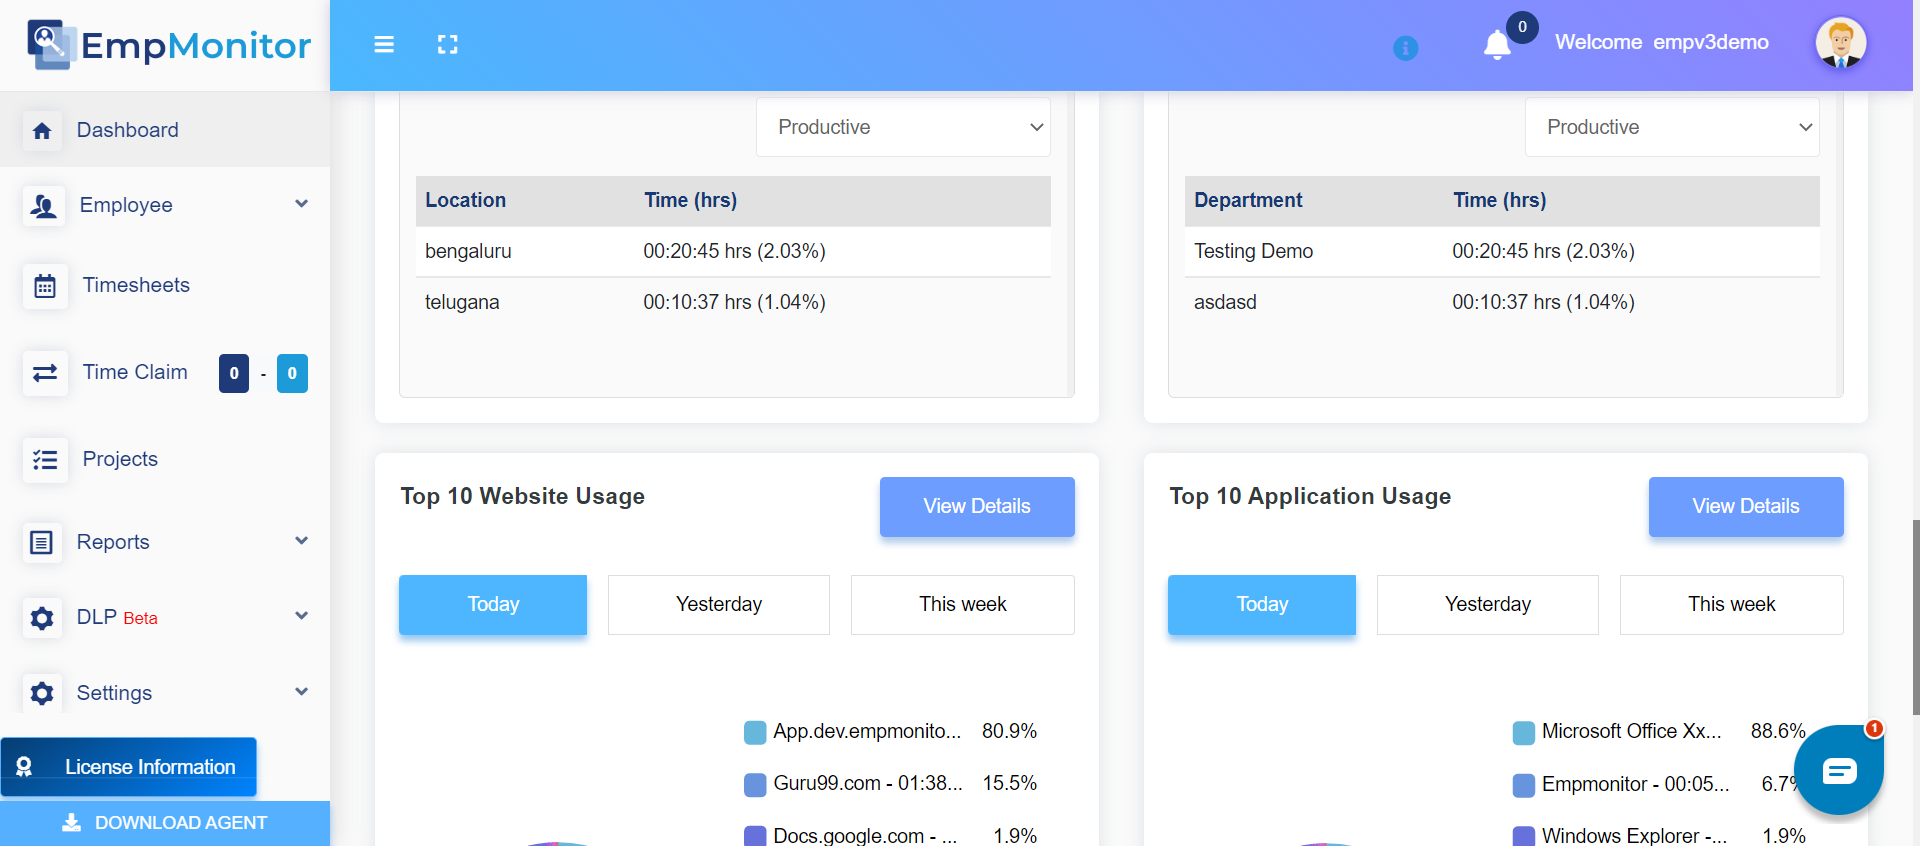 EmpMonitor
0
Welcome empv3demo
Dashboard
Employee
Timesheets
Time Claim 0 - 0
Projects
Reports
DLP Beta
Settings
License Information
DOWNLOAD AGENT
Productive
Location Time (hrs)
bengaluru 00:20:45 hrs (2.03%)
telugana 00:10:37 hrs (1.04%)
Productive
Department Time (hrs)
Testing Demo 00:20:45 hrs (2.03%)
asdasd 00:10:37 hrs (1.04%)
Top 10 Website Usage
View Details
Today Yesterday This week
App.dev.empmonito... 80.9%
Guru99.com - 01:38... 15.5%
Docs.google.com - ... 1.9%
Top 10 Application Usage
View Details
Today Yesterday This week
Microsoft Office Xx... 88.6%
Empmonitor - 00:05... 6.7%
Windows Explorer -... 1.9%
1